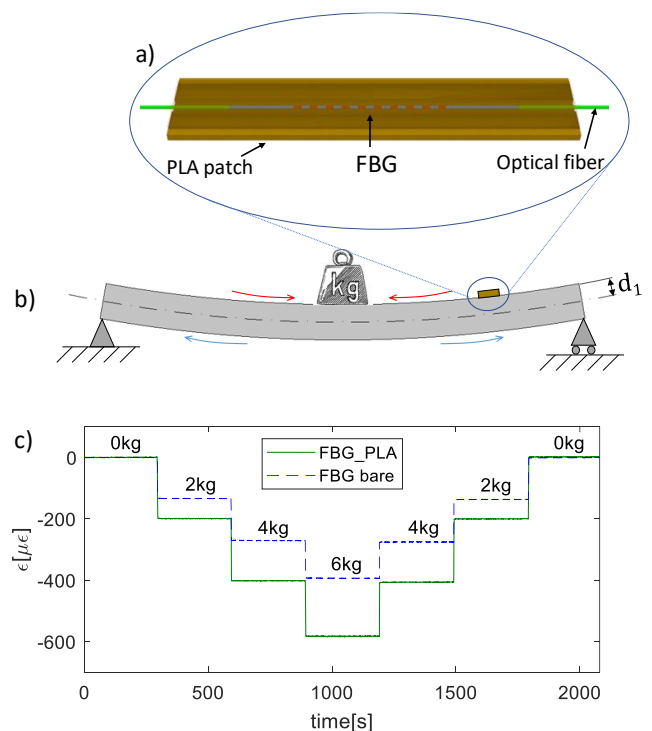 a)
PLA patch
FBG
Optical fiber
b)
kg
d1
c)
0kg
2kg
4kg
6kg
4kg
2kg
0kg
FBG_PLA
FBG bare
0
-200
-400
-600
ϵ[μϵ]
0
500
1000
1500
2000
time[s]